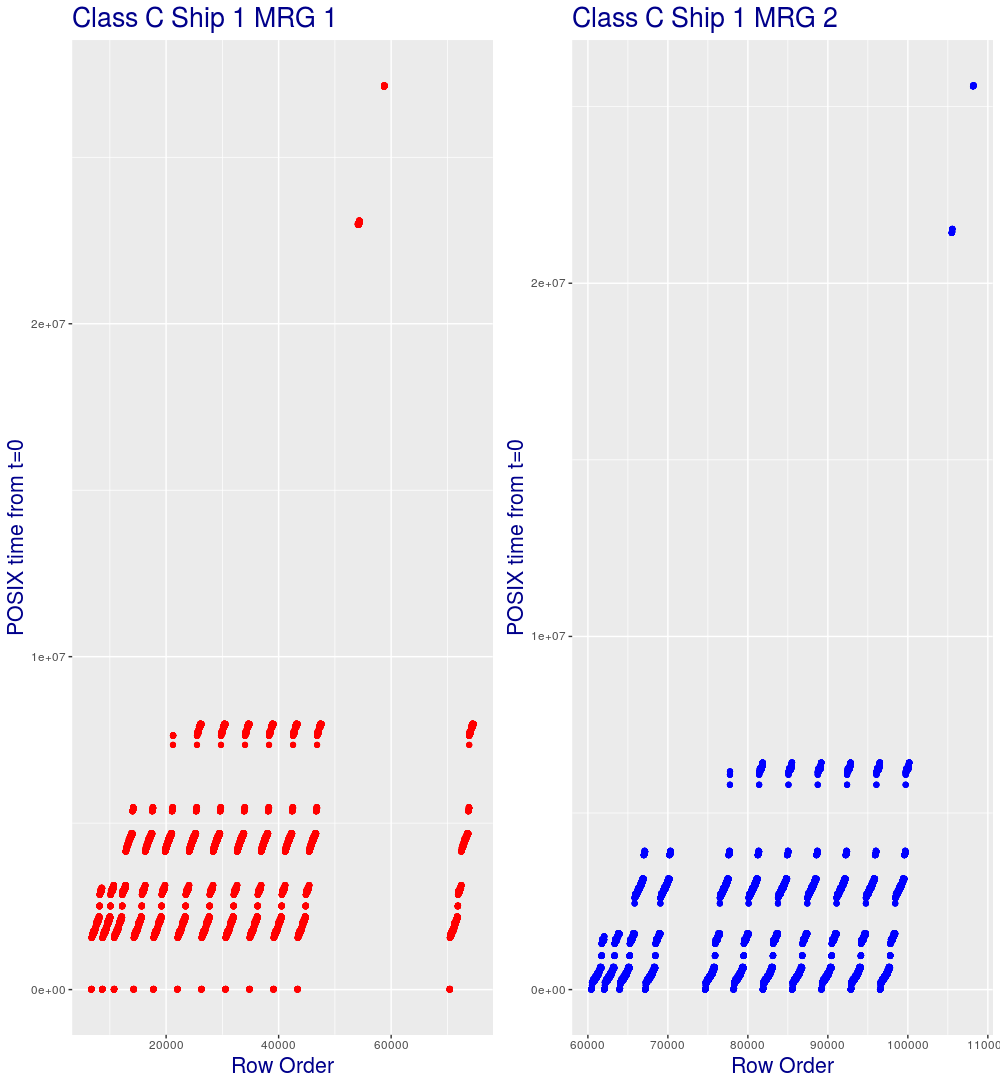 Class C Ship 1 MRG 1
Class C Ship 1 MRG 2
POSIX time from t=0
2e+07
1e+07
0e+00
20000 40000 60000
Row Order
POSIX time from t=0
2e+07
1e+07
0e+00
60000 70000 80000 90000 100000 11000
Row Order